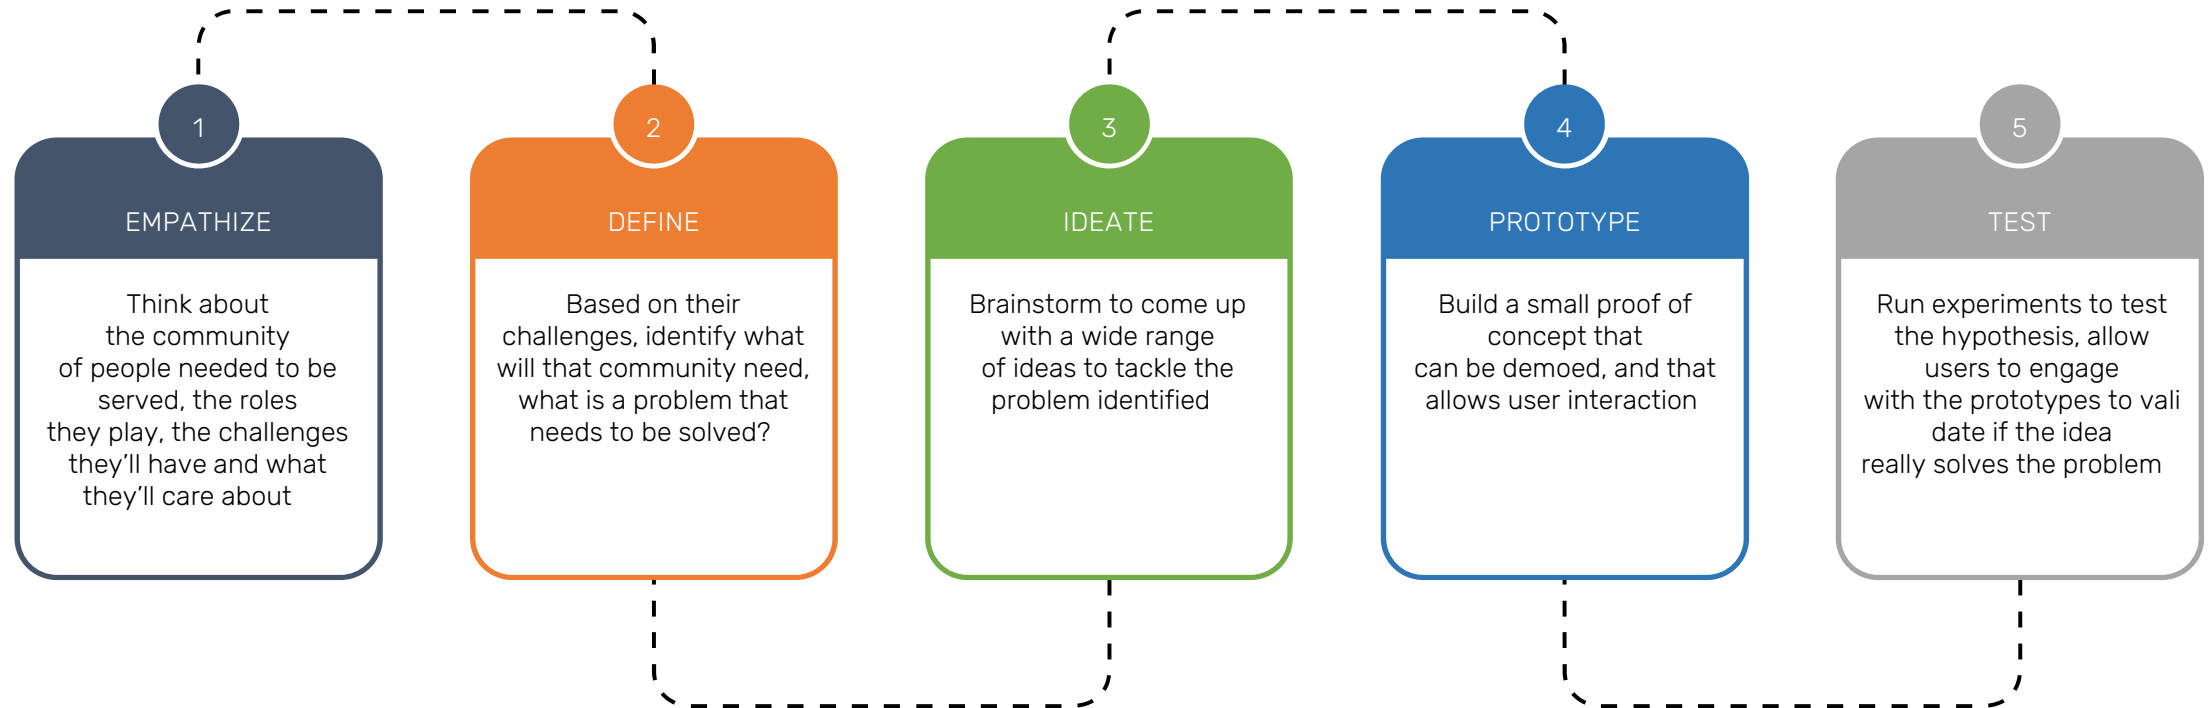 1
EMPATHIZE
Think about
the community
of people needed to be
served, the roles
they play, the challenges
they'll have and what
they'll care about
2
DEFINE
Based on their
challenges, identify what
will that community need,
what is a problem that
needs to be solved?
3
IDEATE
Brainstorm to come up
with a wide range
of ideas to tackle the
problem identified
4
PROTOTYPE
Build a small proof of
concept that
can be demoed, and that
allows user interaction
5
TEST
Run experiments to test
the hypothesis, allow
users to engage
with the prototypes to vali
date if the idea
really solves the problem